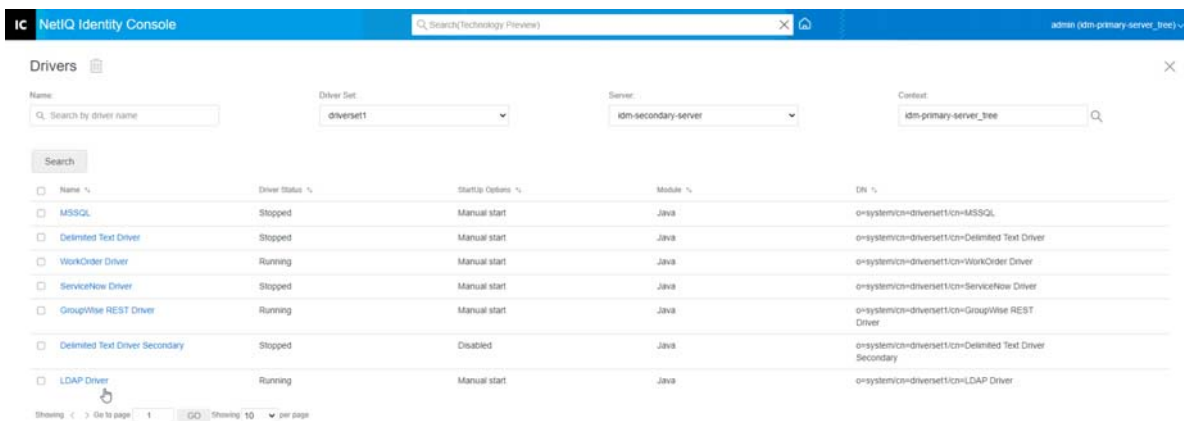 IC NetIQ Identity Console
Search(Technology Preview)
admin (idm-primary-server_tree)
Drivers
Name: Driver Set: Server: Context:
Search by driver name driverset1 idm-secondary-server idm-primary-server_tree
Search
Name Driver Status StartUp Options Module DN
MSSQL Stopped Manual start Java o=system/cn=driverset1/cn=MSSQL
Delimited Text Driver Stopped Manual start Java o=system/cn=driverset1/cn=Delimited Text Driver
WorkOrder Driver Running Manual start Java o=system/cn=driverset1/cn=WorkOrder Driver
ServiceNow Driver Stopped Manual start Java o=system/cn=driverset1/cn=ServiceNow Driver
GroupWise REST Driver Running Manual start Java o=system/cn=driverset1/cn=GroupWise REST
Driver
Delimited Text Driver Secondary Stopped Disabled Java o=system/cn=driverset1/cn=Delimited Text Driver
Secondary
LDAP Driver Running Manual start Java o=system/cn=driverset1/cn=LDAP Driver
Showing < > Go to page 1 GO Showing 10 per page